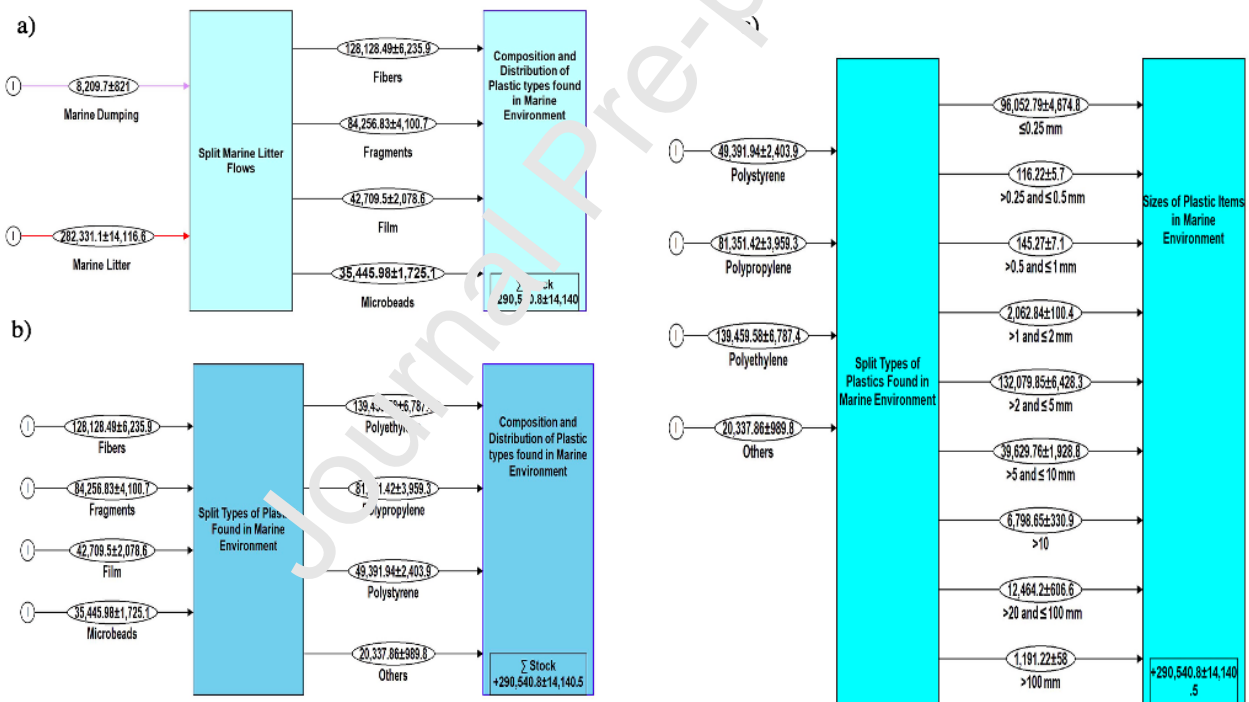 a)
I
8,209.7±821
Marine Dumping
I
282,331.1±14,116.6
Marine Litter
Split Marine Litter
Flows
128,128.49±6,235.9
Fibers
84,256.83±4,100.7
Fragments
42,709.5±2,078.6
Film
35,445.98±1,725.1
Microbeads
Composition and
Distribution of
Plastic types found
in Marine
Environment
∑
b)
I
128,128.49±6,235.9
Fibers
I
84,256.83±4,100.7
Fragments
I
42,709.5±2,078.6
Film
I
35,445.98±1,725.1
Microbeads
Split Types of
Found in Marine
Environment
49,391.94±2,403.9
Polystyrene
20,337.86±989.8
Others
Composition and
Distribution of Plastic
types found in Marine
Environment
∑ Stock
+290,540.8±14,140.5
I
49,391.94±2,403.9
Polystyrene
I
81,351.42±3,959.3
Polypropylene
I
139,459.58±6,787.4
Polyethylene
I
20,337.86±989.8
Others
Split Types of
Plastics Found in
Marine Environment
96,052.79±4,674.8
≤0.25 mm
116.22±5.7
>0.25 and ≤ 0.5 mm
145.27±7.1
>0.5 and ≤ 1 mm
2,062.84±100.4
>1 and ≤ 2 mm
132,079.85±6,428.3
>2 and ≤ 5 mm
39,629.76±1,928.8
>5 and ≤ 10 mm
6,798.65±330.9
>10
12,464.2±606.6
>20 and ≤ 100 mm
1,191.22±58
>100 mm
Sizes of Plastic Items
in Marine
Environment
+290,540.8±14,140
.5
Journal Pre-p